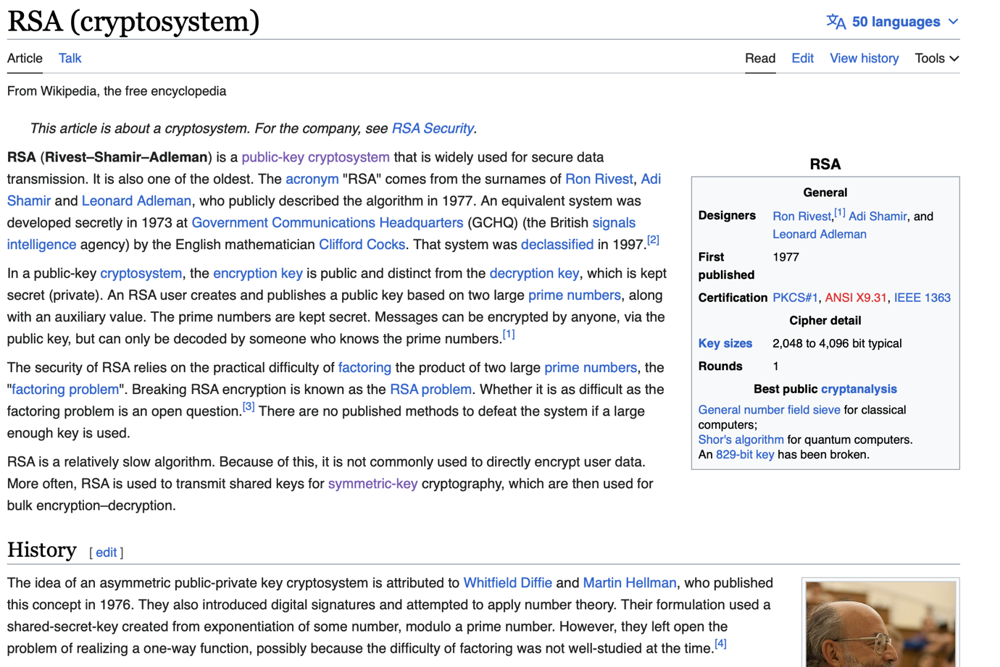 RSA (cryptosystem)
50 languages
Article Talk
Read Edit View history Tools
From Wikipedia, the free encyclopedia
This article is about a cryptosystem. For the company, see RSA Security.
RSA (Rivest–Shamir–Adleman) is a public-key cryptosystem that is widely used for secure data
transmission. It is also one of the oldest. The acronym "RSA" comes from the surnames of Ron Rivest, Adi
Shamir and Leonard Adleman, who publicly described the algorithm in 1977. An equivalent system was
developed secretly in 1973 at Government Communications Headquarters (GCHQ) (the British signals
intelligence agency) by the English mathematician Clifford Cocks. That system was declassified in 1997.[2]
In a public-key cryptosystem, the encryption key is public and distinct from the decryption key, which is kept
secret (private). An RSA user creates and publishes a public key based on two large prime numbers, along
with an auxiliary value. The prime numbers are kept secret. Messages can be encrypted by anyone, via the
public key, but can only be decoded by someone who knows the prime numbers.[1]
The security of RSA relies on the practical difficulty of factoring the product of two large prime numbers, the
"factoring problem". Breaking RSA encryption is known as the RSA problem. Whether it is as difficult as the
factoring problem is an open question.[3] There are no published methods to defeat the system if a large
enough key is used.
RSA is a relatively slow algorithm. Because of this, it is not commonly used to directly encrypt user data.
More often, RSA is used to transmit shared keys for symmetric-key cryptography, which are then used for
bulk encryption–decryption.
RSA
General
Designers Ron Rivest,[1] Adi Shamir, and
Leonard Adleman
First 1977
published
Certification PKCS#1, ANSI X9.31, IEEE 1363
Cipher detail
Key sizes 2,048 to 4,096 bit typical
Rounds 1
Best public cryptanalysis
General number field sieve for classical
computers;
Shor's algorithm for quantum computers.
An 829-bit key has been broken.
History [ edit ]
The idea of an asymmetric public-private key cryptosystem is attributed to Whitfield Diffie and Martin Hellman, who published
this concept in 1976. They also introduced digital signatures and attempted to apply number theory. Their formulation used a
shared-secret-key created from exponentiation of some number, modulo a prime number. However, they left open the
problem of realizing a one-way function, possibly because the difficulty of factoring was not well-studied at the time.[4]